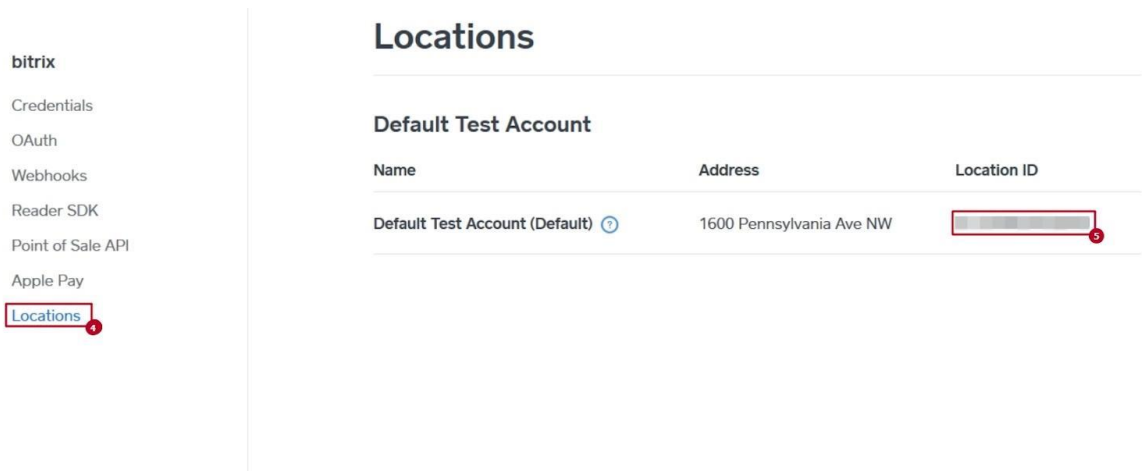 bitrix
Credentials
OAuth
Webhooks
Reader SDK
Point of Sale API
Apple Pay
Locations
4
Locations
Default Test Account
Name Address Location ID
Default Test Account (Default) ? 1600 Pennsylvania Ave NW
5